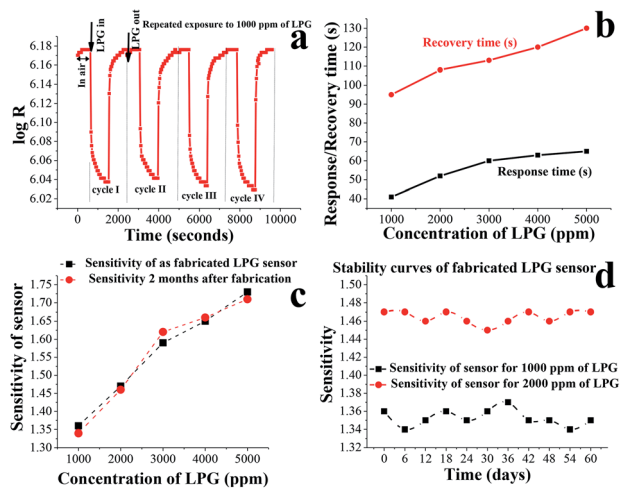 Repeated exposure to 1000 ppm of LPG
a
LPG in
LPG out
In air
6.18
6.16
6.14
6.12
6.10
6.08
6.06
6.04
6.02
log R
cycle I
cycle II
cycle III
cycle IV
0
2000
4000
6000
8000
10000
Time (seconds)
b
Recovery time (s)
Response time (s)
130
120
110
100
90
80
70
60
50
40
Response/Recovery time (s)
1000
2000
3000
4000
5000
Concentration of LPG (ppm)
Sensitivity of as fabricated LPG sensor
Sensitivity 2 months after fabrication
c
1.75
1.70
1.65
1.60
1.55
1.50
1.45
1.40
1.35
1.30
Sensitivity of sensor
1000
2000
3000
4000
5000
Concentration of LPG (ppm)
Stability curves of fabricated LPG sensor
d
1.50
1.48
1.46
1.44
1.42
1.40
1.38
1.36
1.34
1.32
Sensitivity
Sensitivity of sensor for 1000 ppm of LPG
Sensitivity of sensor for 2000 ppm of LPG
0
6
12
18
24
30
36
42
48
54
60
Time (days)